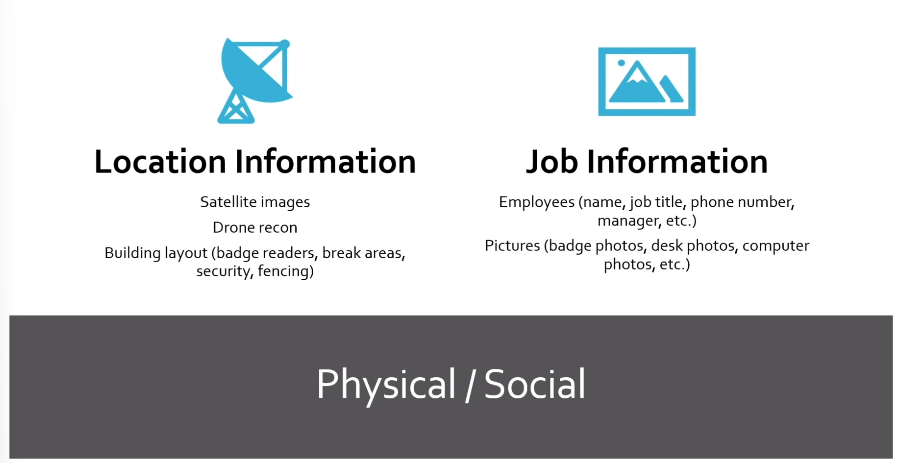 Location Information
Satellite images
Drone recon
Building layout (badge readers, break areas,
security, fencing)
Job Information
Employees (name, job title, phone number,
manager, etc.)
Pictures (badge photos, desk photos, computer
photos, etc.)
Physical / Social